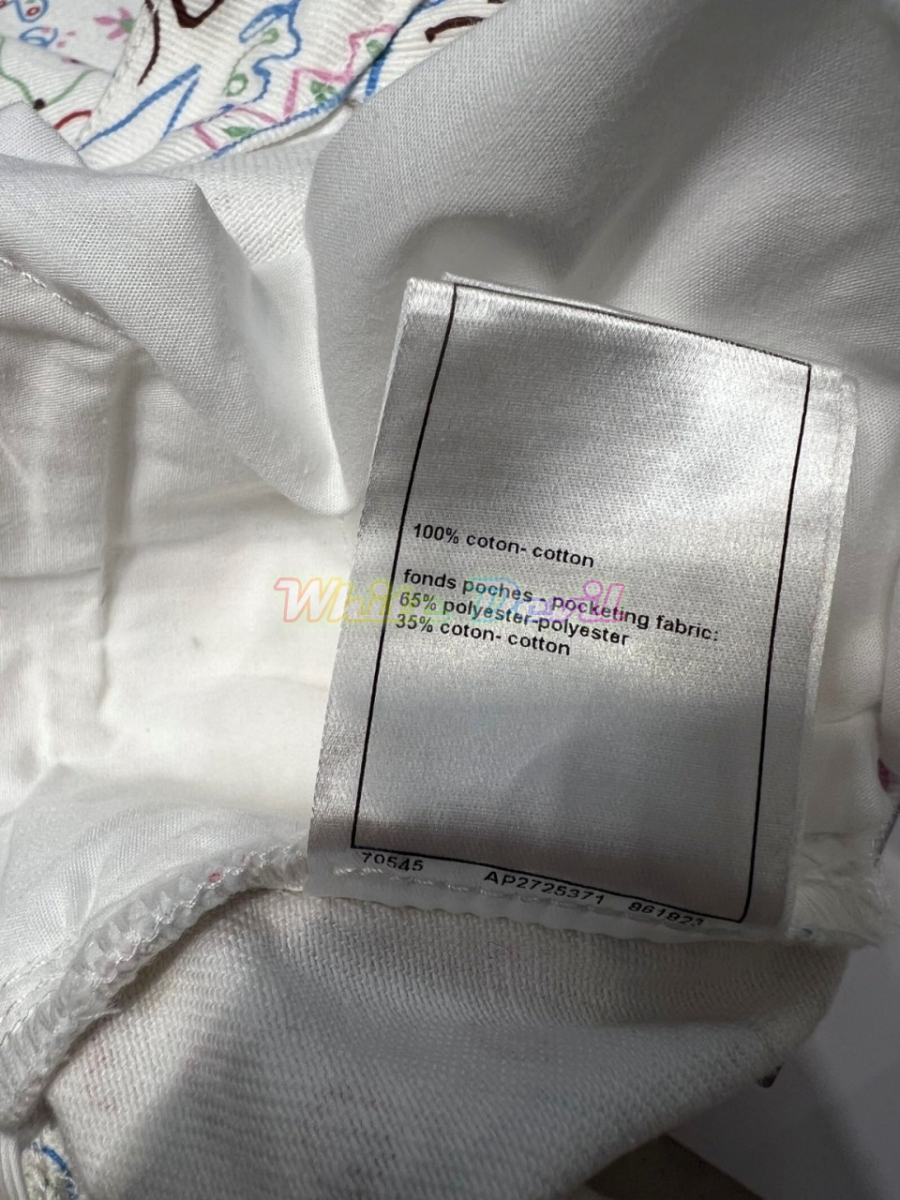 100% coton- cotton
fonds poches - pocketing fabric:
65% polyester-polyester
35% coton- cotton
70545 AP2725371 861823